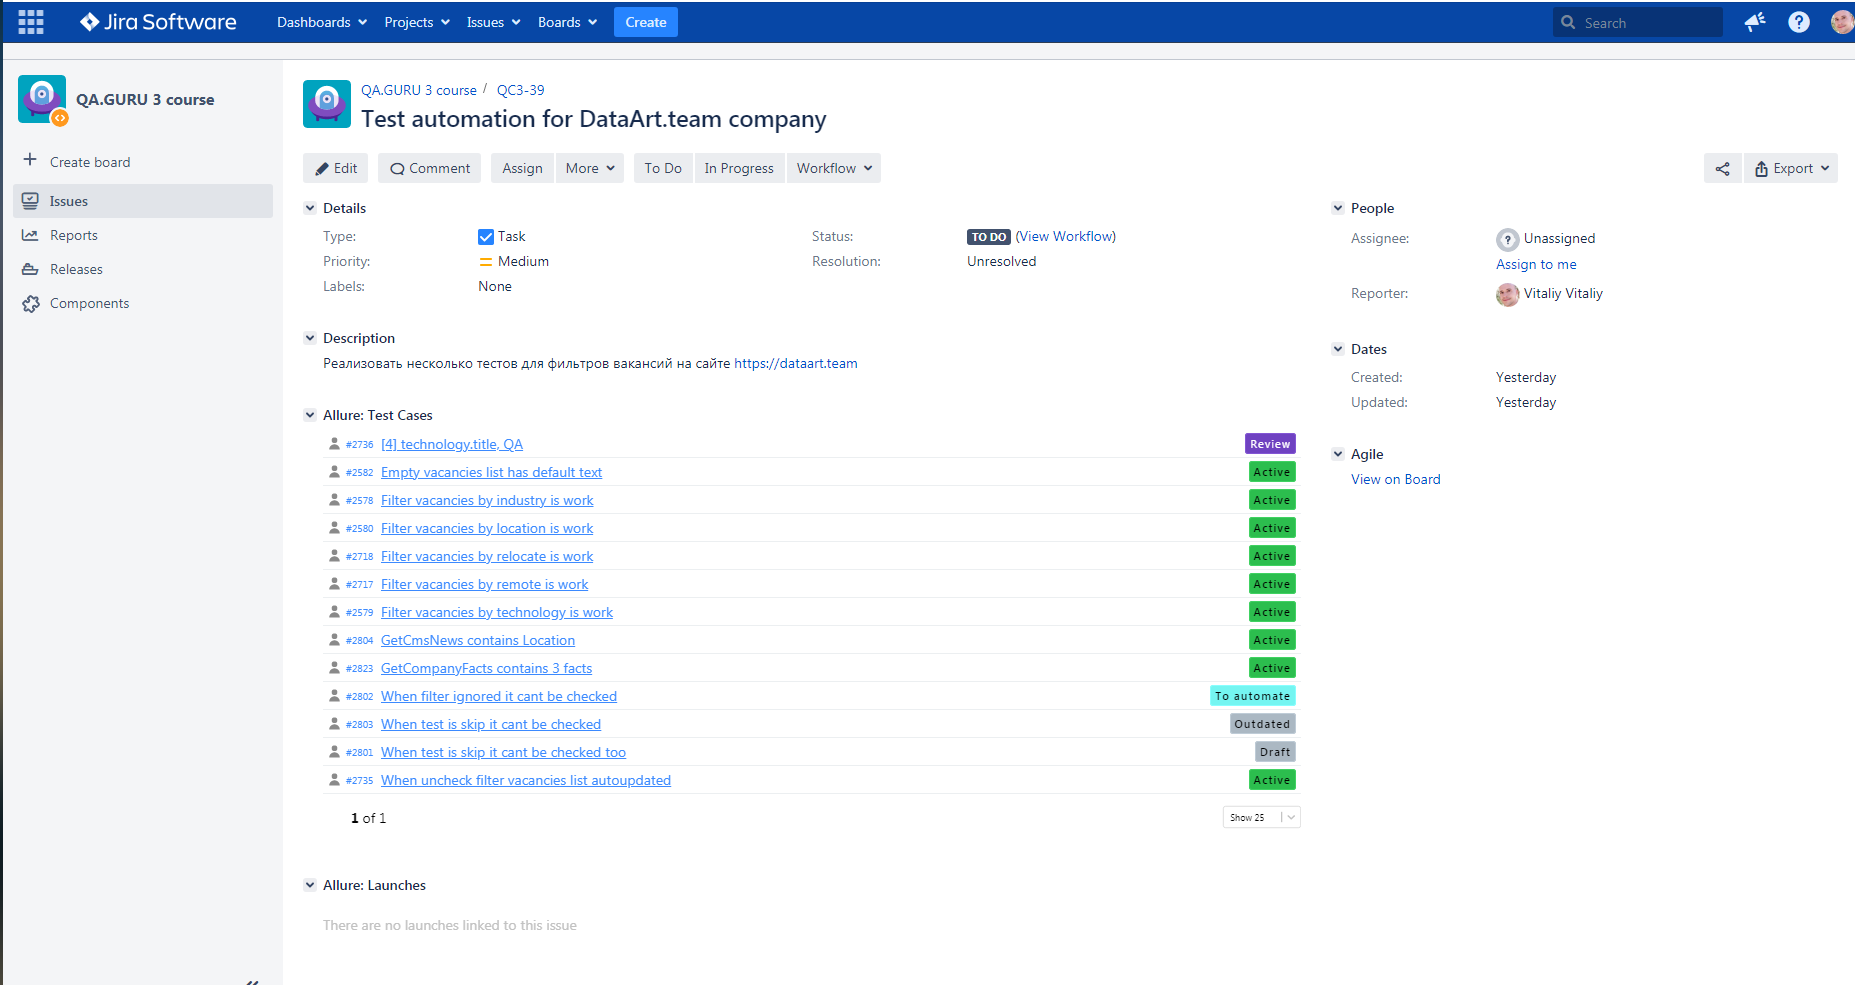 Jira Software Dashboards Projects Issues Boards Create Search
QA.GURU 3 course
Create board
Issues
Reports
Releases
Components
QA.GURU 3 course / QC3-39
Test automation for DataArt.team company
Edit Comment Assign More To Do In Progress Workflow Export
Details
Type: Task Status: TO DO (View Workflow)
Priority: Medium Resolution: Unresolved
Labels: None
Description
Реализовать несколько тестов для фильтров вакансий на сайте https://dataart.team
Allure: Test Cases
#2736 [4] technology.title, QA Review
#2582 Empty vacancies list has default text Active
#2578 Filter vacancies by industry is work Active
#2580 Filter vacancies by location is work Active
#2718 Filter vacancies by relocate is work Active
#2717 Filter vacancies by remote is work Active
#2579 Filter vacancies by technology is work Active
#2804 GetCmsNews contains Location Active
#2823 GetCompanyFacts contains 3 facts Active
#2802 When filter ignored it cant be checked To automate
#2803 When test is skip it cant be checked Outdated
#2801 When test is skip it cant be checked too Draft
#2735 When uncheck filter vacancies list autoupdated Active
1 of 1 Show 25
Allure: Launches
There are no launches linked to this issue
People
Assignee: Unassigned
Assign to me
Reporter: Vitaliy Vitaliy
Dates
Created: Yesterday
Updated: Yesterday
Agile
View on Board